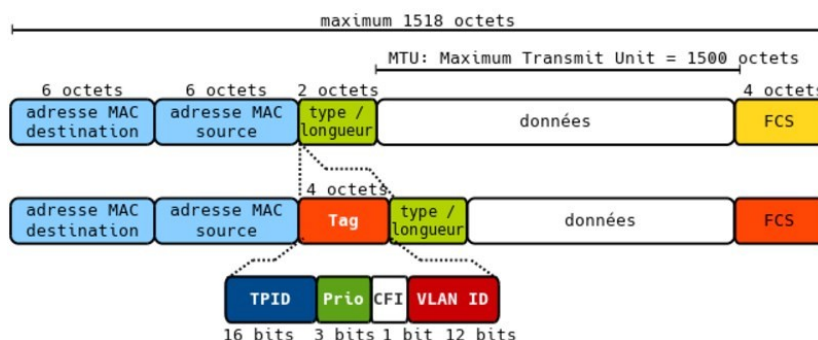 maximum 1518 octets
MTU: Maximum Transmit Unit = 1500 octets
6 octets 6 octets 2 octets 4 octets
adresse MAC destination
adresse MAC source
type / longueur
données
FCS
4 octets
adresse MAC destination
adresse MAC source
Tag
type / longueur
données
FCS
TPID Prio CFI VLAN ID
16 bits 3 bits 1 bit 12 bits